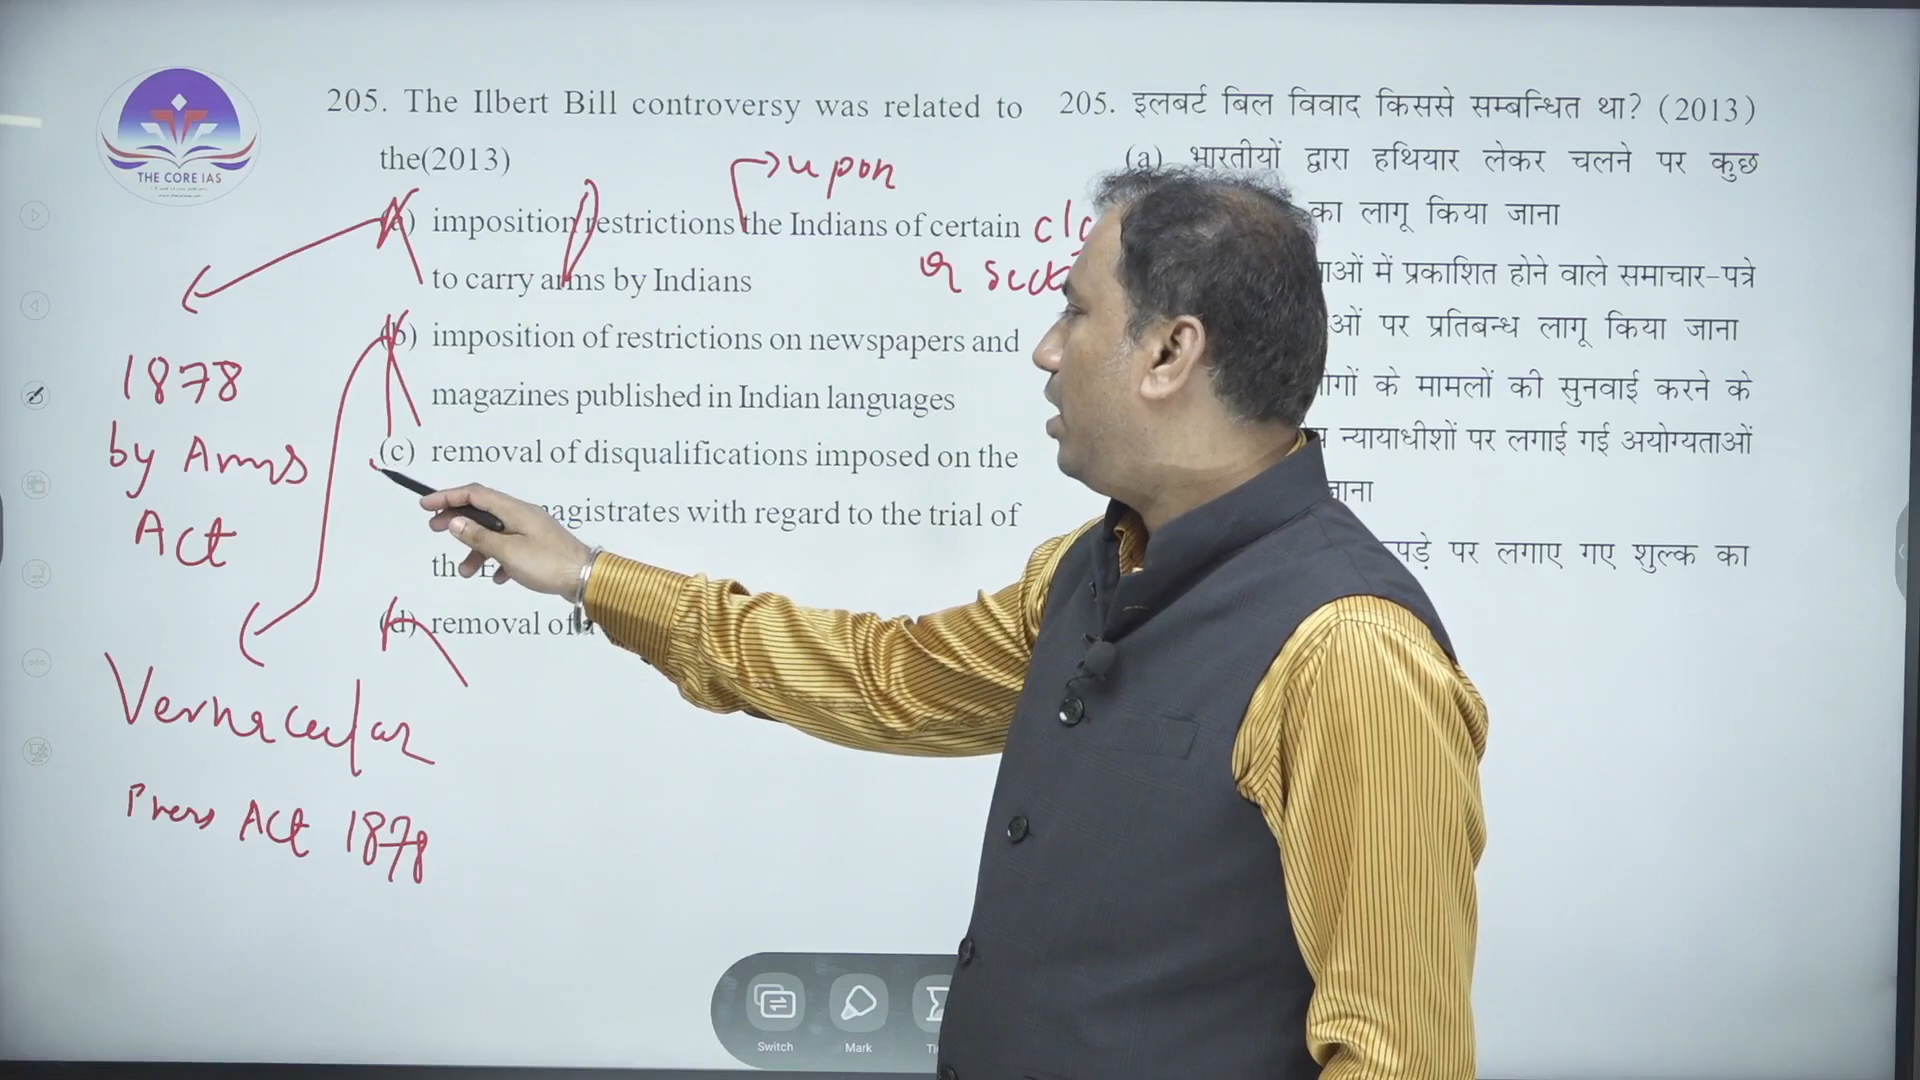 THE CORE IAS
205. The Ilbert Bill controversy was related to
the(2013)
upon
(a) imposition restrictions the Indians of certain
to carry arms by Indians
or
(b) imposition of restrictions on newspapers and
magazines published in Indian languages
(c) removal of disqualifications imposed on the
magistrates with regard to the trial of
(d) removal of
1878
by Arms
Act
Vernacular
Press Act 1878
205. इलबर्ट बिल विवाद किससे सम्बन्धित था? (2013)
(a) भारतीयों द्वारा हथियार लेकर चलने पर कुछ
का लागू किया जाना
में प्रकाशित होने वाले समाचार-पत्रे
पर प्रतिबन्ध लागू किया जाना
के मामलों की सुनवाई करने के
न्यायाधीशों पर लगाई गई अयोग्यताओं
जाना
पर लगाए गए शुल्क का
Switch
Mark